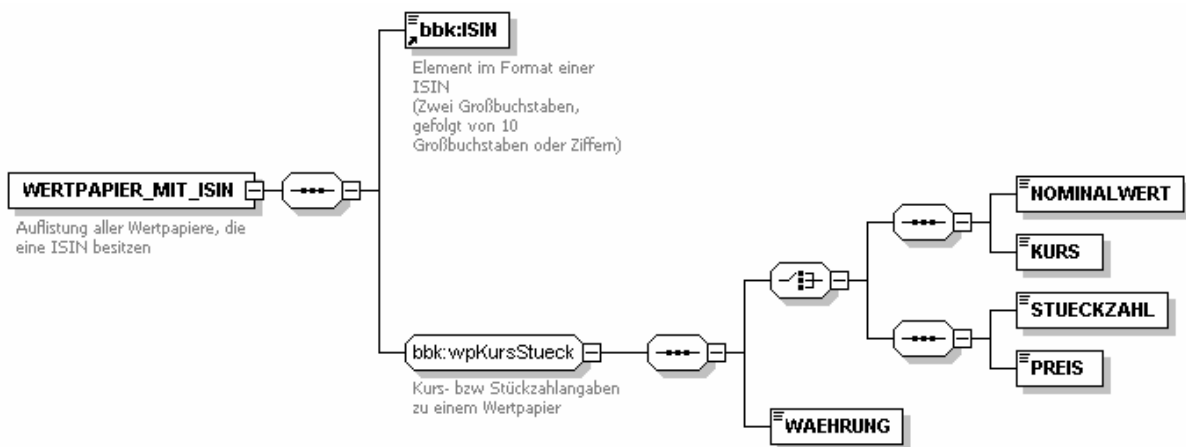 bbk:ISIN
Element im Format einer
ISIN
(Zwei Großbuchstaben,
gefolgt von 10
Großbuchstaben oder Ziffern)
WERTPAPIER_MIT_ISIN
Auflistung aller Wertpapiere, die
eine ISIN besitzen
NOMINALWERT
KURS
STUECKZAHL
PREIS
bbk:wpKursStueck
Kurs- bzw Stückzahlangaben
zu einem Wertpapier
WAEHRUNG